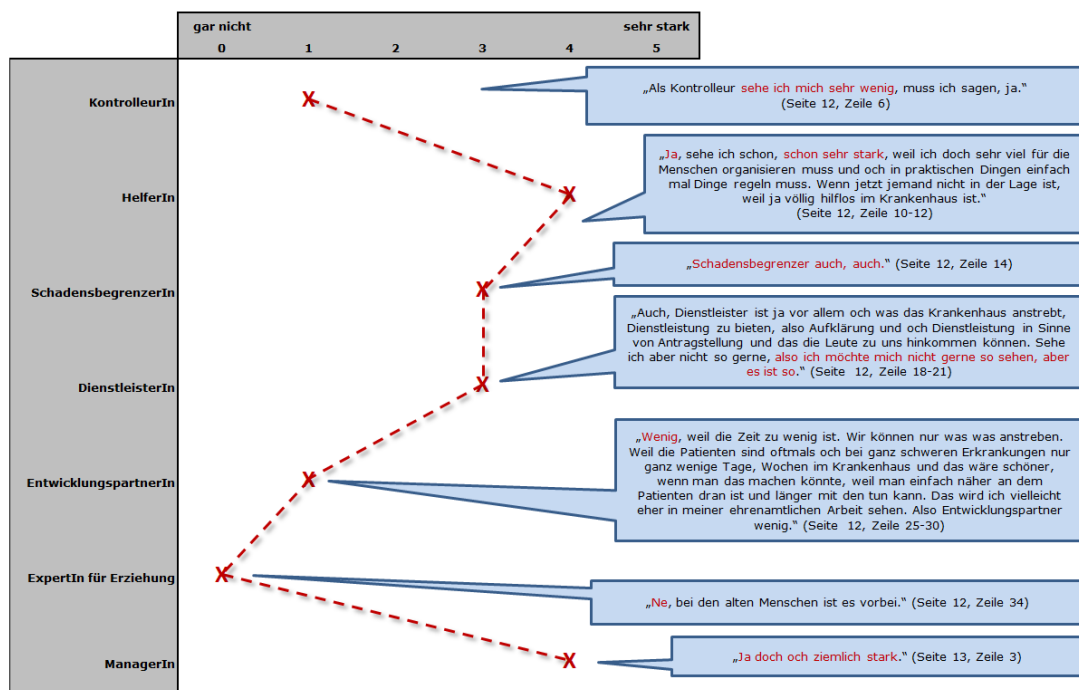 gar nicht sehr stark
0 1 2 3 4 5
KontrolleurIn
X
„Als Kontrolleur sehe ich mich sehr wenig, muss ich sagen, ja.“
(Seite 12, Zeile 6)
HelferIn
X
„Ja, sehe ich schon, schon sehr stark, weil ich doch sehr viel für die
Menschen organisieren muss und och in praktischen Dingen einfach
mal Dinge regeln muss. Wenn jetzt jemand nicht in der Lage ist,
weil ja völlig hilflos im Krankenhaus ist.“
(Seite 12, Zeile 10-12)
SchadensbegrenzerIn
X
„Schadensbegrenzer auch, auch.“ (Seite 12, Zeile 14)
DienstleisterIn
X
„Auch, Dienstleister ist ja vor allem och was das Krankenhaus anstrebt,
Dienstleistung zu bieten, also Aufklärung und och Dienstleistung in Sinne
von Antragstellung und das die Leute zu uns hinkommen können. Sehe
ich aber nicht so gerne, also ich möchte mich nicht gerne so sehen, aber
es ist so.“ (Seite 12, Zeile 18-21)
EntwicklungspartnerIn
X
„Wenig, weil die Zeit zu wenig ist. Wir können nur was was anstreben.
Weil die Patienten sind oftmals och bei ganz schweren Erkrankungen nur
ganz wenige Tage, Wochen im Krankenhaus und das wäre schöner,
wenn man das machen könnte, weil man einfach näher an dem
Patienten dran ist und länger mit den tun kann. Das wird ich vielleicht
eher in meiner ehrenamtlichen Arbeit sehen. Also Entwicklungspartner
wenig.“ (Seite 12, Zeile 25-30)
ExpertIn für Erziehung
X
„Ne, bei den alten Menschen ist es vorbei.“ (Seite 12, Zeile 34)
ManagerIn
X
„Ja doch och ziemlich stark.“ (Seite 13, Zeile 3)